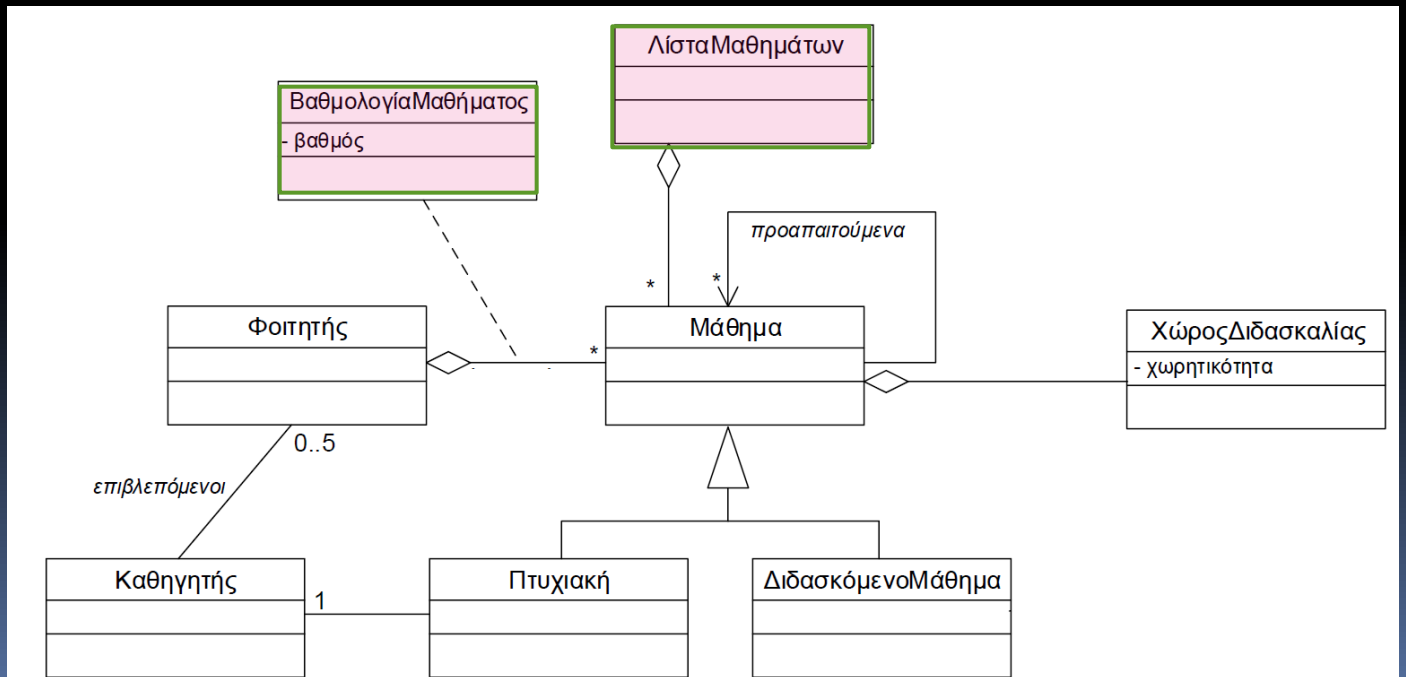 ΛίσταΜαθημάτων
ΒαθμολογίαΜαθήματος
- βαθμός
προαπαιτούμενα
*
*
Φοιτητής
*
Μάθημα
ΧώροςΔιδασκαλίας
- χωρητικότητα
0..5
επιβλεπόμενοι
Καθηγητής
1
Πτυχιακή
ΔιδασκόμενοΜάθημα